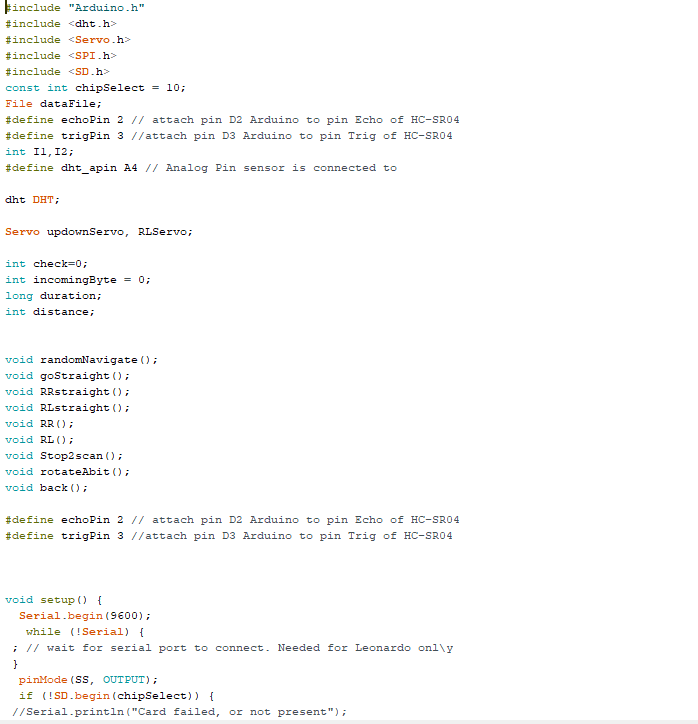 #include "Arduino.h"
#include <dht.h>
#include <Servo.h>
#include <SPI.h>
#include <SD.h>
const int chipSelect = 10;
File dataFile;
#define echoPin 2 // attach pin D2 Arduino to pin Echo of HC-SR04
#define trigPin 3 //attach pin D3 Arduino to pin Trig of HC-SR04
int I1,I2;
#define dht_apin A4 // Analog Pin sensor is connected to
dht DHT;
Servo updownServo, RLServo;
int check=0;
int incomingByte = 0;
long duration;
int distance;
void randomNavigate();
void goStraight();
void RRstraight();
void RLstraight();
void RR();
void RL();
void Stop2scan();
void rotateAbit();
void back();
#define echoPin 2 // attach pin D2 Arduino to pin Echo of HC-SR04
#define trigPin 3 //attach pin D3 Arduino to pin Trig of HC-SR04
void setup() {
Serial.begin(9600);
while (!Serial) {
; // wait for serial port to connect. Needed for Leonardo onl\y
}
pinMode(SS, OUTPUT);
if (!SD.begin(chipSelect)) {
//Serial.println("Card failed, or not present");